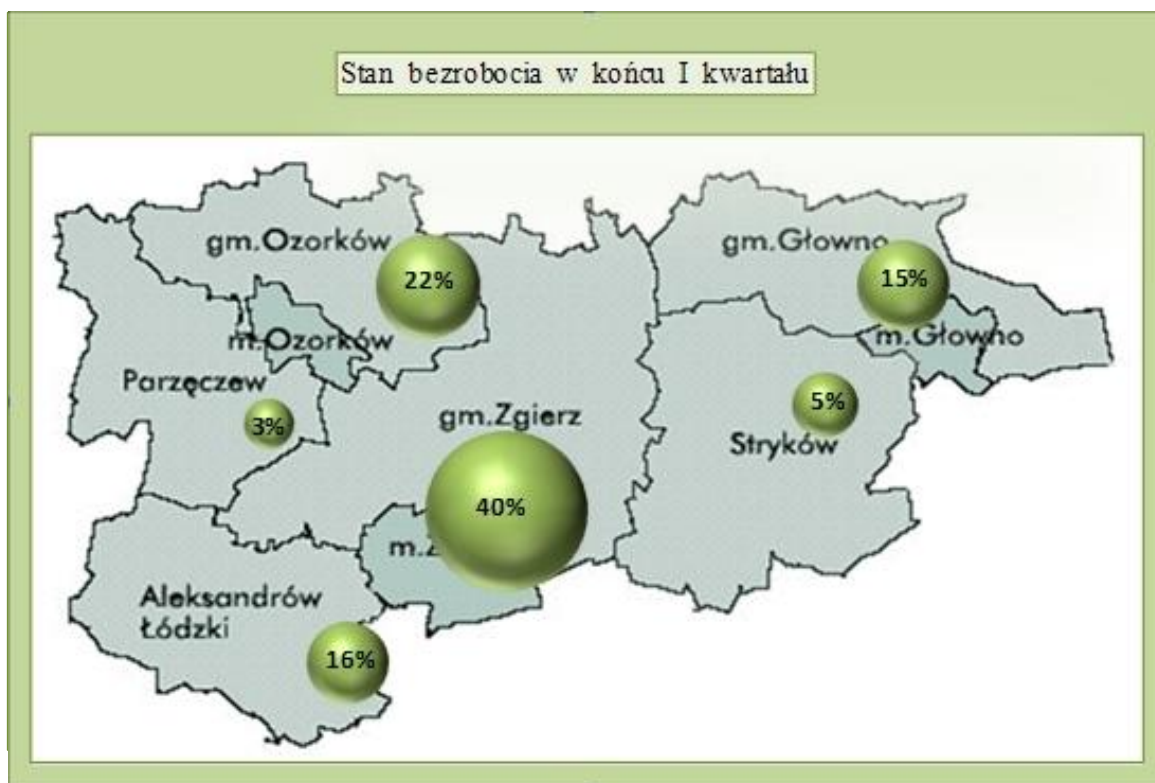 Stan bezrobocia w końcu I kwartału
gm.Ozorków
gm.Głowno
22%
15%
m.Ozorków
m.Głowno
Parzęczew
3%
5%
gm.Zgierz
Stryków
40%
Aleksandrów
Łódzki
16%